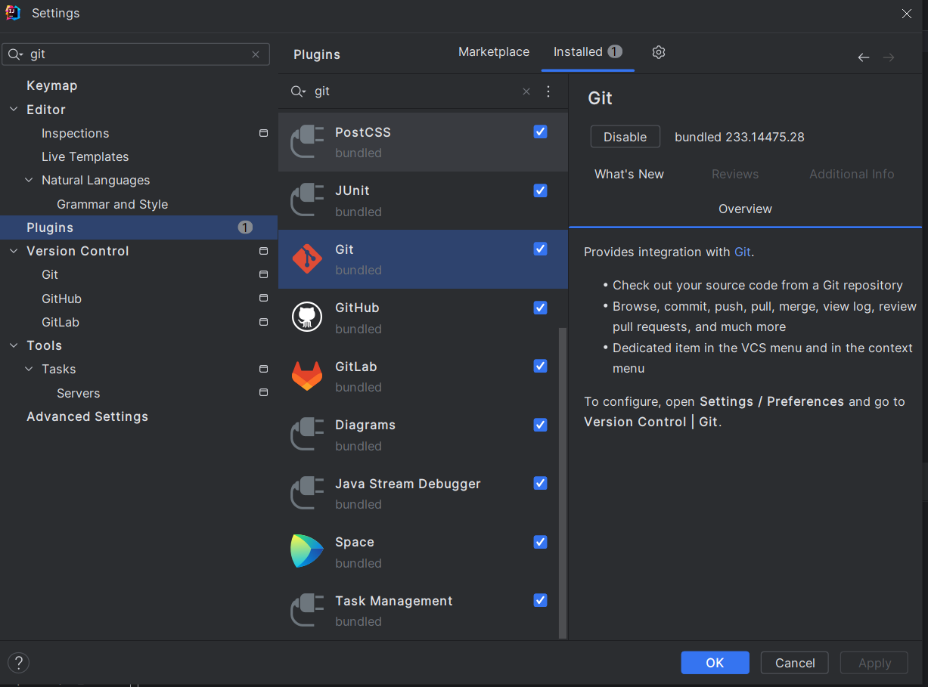 Settings
git
Keymap
Editor
Inspections
Live Templates
Natural Languages
Grammar and Style
Plugins 1
Version Control
Git
GitHub
GitLab
Tools
Tasks
Servers
Advanced Settings
Plugins
Marketplace
Installed 1
git
PostCSS
bundled
JUnit
bundled
Git
bundled
GitHub
bundled
GitLab
bundled
Diagrams
bundled
Java Stream Debugger
bundled
Space
bundled
Task Management
bundled
Git
Disable bundled 233.14475.28
What's New Reviews Additional Info
Overview
Provides integration with Git.
• Check out your source code from a Git repository
• Browse, commit, push, pull, merge, view log, review
pull requests, and much more
• Dedicated item in the VCS menu and in the context
menu
To configure, open Settings / Preferences and go to
Version Control | Git.
?
OK Cancel Apply